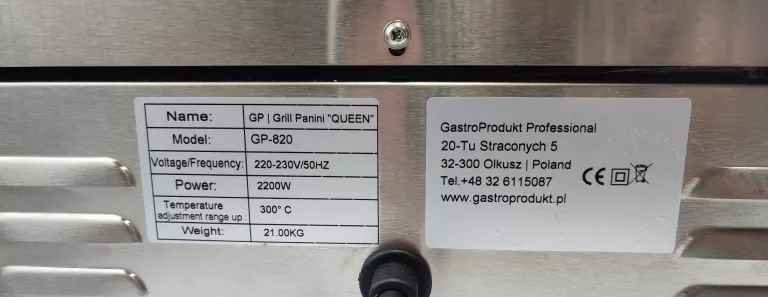 Name: GP | Grill Panini "QUEEN"
Model: GP-820
Voltage/Frequency: 220-230V/50HZ
Power: 2200W
Temperature
adjustment range up : 300° C
Weight: 21.00KG
GastroProdukt Professional
20-Tu Straconych 5
32-300 Olkusz | Poland
Tel.+48 32 6115087
www.gastroprodukt.pl
CE